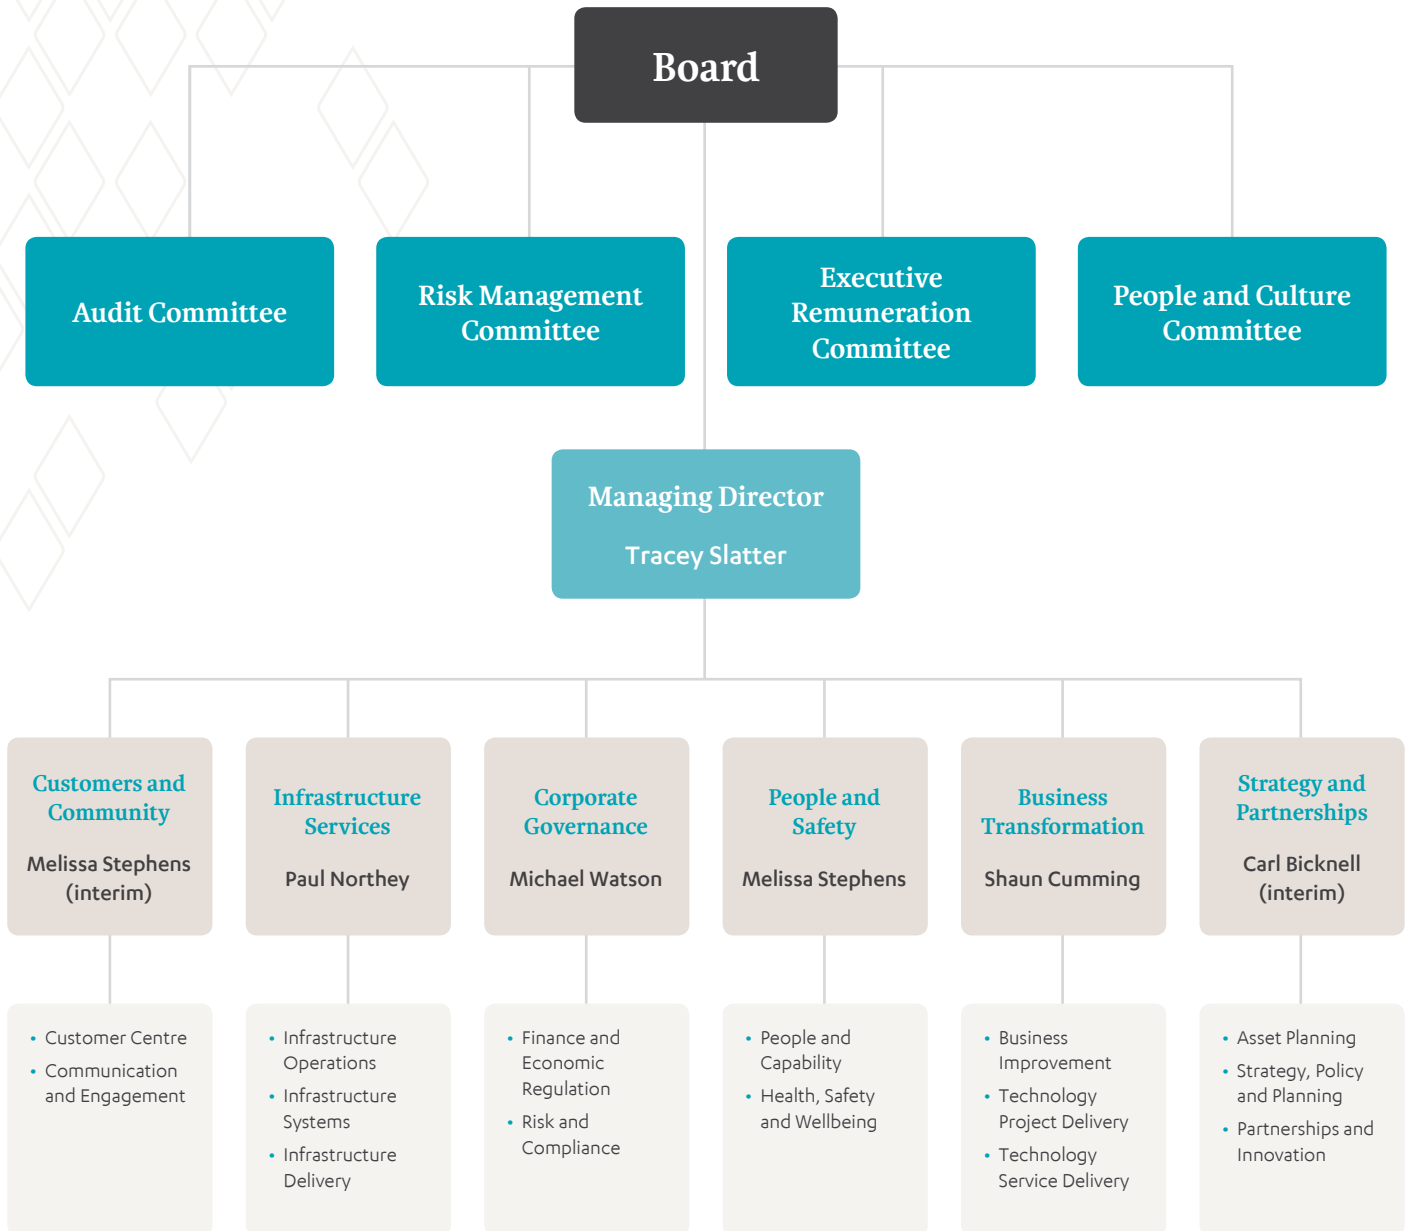 Board
Audit Committee
Risk Management
Committee
Executive
Remuneration
Committee
People and Culture
Committee
Managing Director
Tracey Slatter
Customers and
Community
Melissa Stephens
(interim)
Infrastructure
Services
Paul Northey
Corporate
Governance
Michael Watson
People and
Safety
Melissa Stephens
Business
Transformation
Shaun Cumming
Strategy and
Partnerships
Carl Bicknell
(interim)
• Customer Centre
• Communication
and Engagement
• Infrastructure
Operations
• Infrastructure
Systems
• Infrastructure
Delivery
• Finance and
Economic
Regulation
• Risk and
Compliance
• People and
Capability
• Health, Safety
and Wellbeing
• Business
Improvement
• Technology
Project Delivery
• Technology
Service Delivery
• Asset Planning
• Strategy, Policy
and Planning
• Partnerships and
Innovation